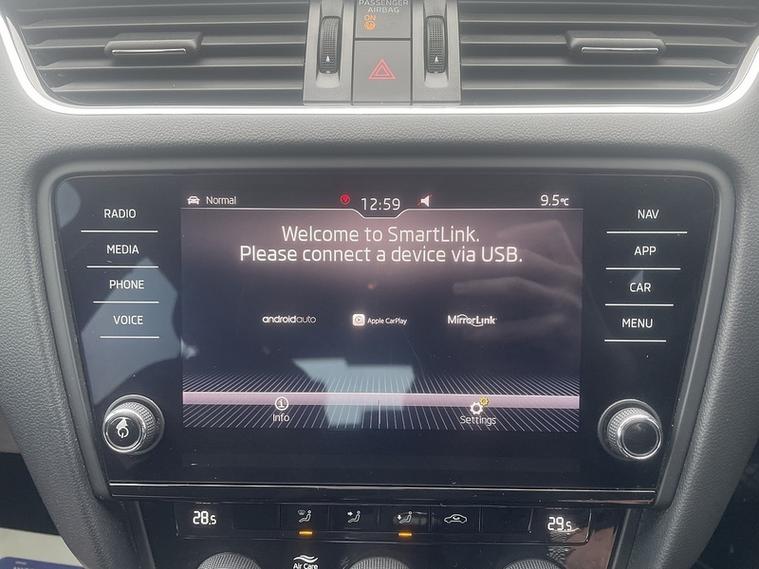 PASSENGER
AIRBAG
ON
Normal
12:59
9.5°C
RADIO
MEDIA
PHONE
VOICE
Welcome to SmartLink.
Please connect a device via USB.
androidauto
Apple CarPlay
MirrorLink
Info
Settings
NAV
APP
CAR
MENU
28.5
29.5
Air Care